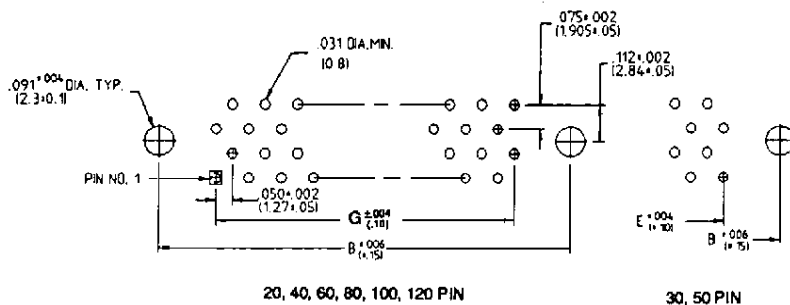 .075±.002
(1.905±.05)
.031 DIA. MIN.
(0.8)
.112±.002
(2.84±.05)
.091±.004 DIA. TYP.
(2.3±0.1)
PIN NO. 1
.050±.002
(1.27±.05)
G ±.004
(.10)
E ±.004
(±.10)
B ±.006
(±.15)
B ±.006
(±.15)
20, 40, 60, 80, 100, 120 PIN
30, 50 PIN